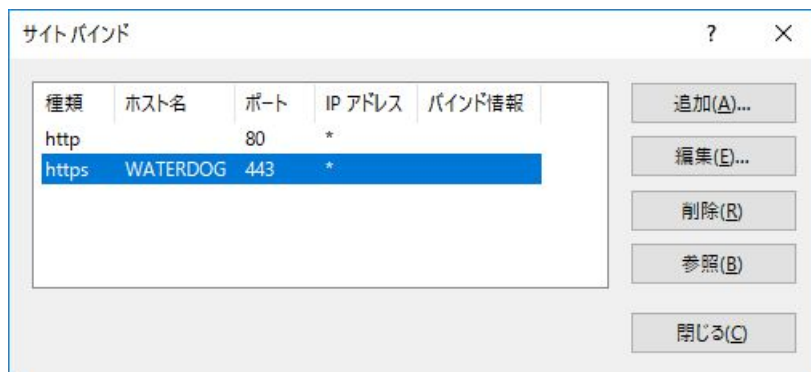 サイト バインド ? ×
種類 ホスト名 ポート IP アドレス バインド情報
http 80 *
https WATERDOG 443 *
追加(A)...
編集(E)...
削除(R)
参照(B)
閉じる(C)